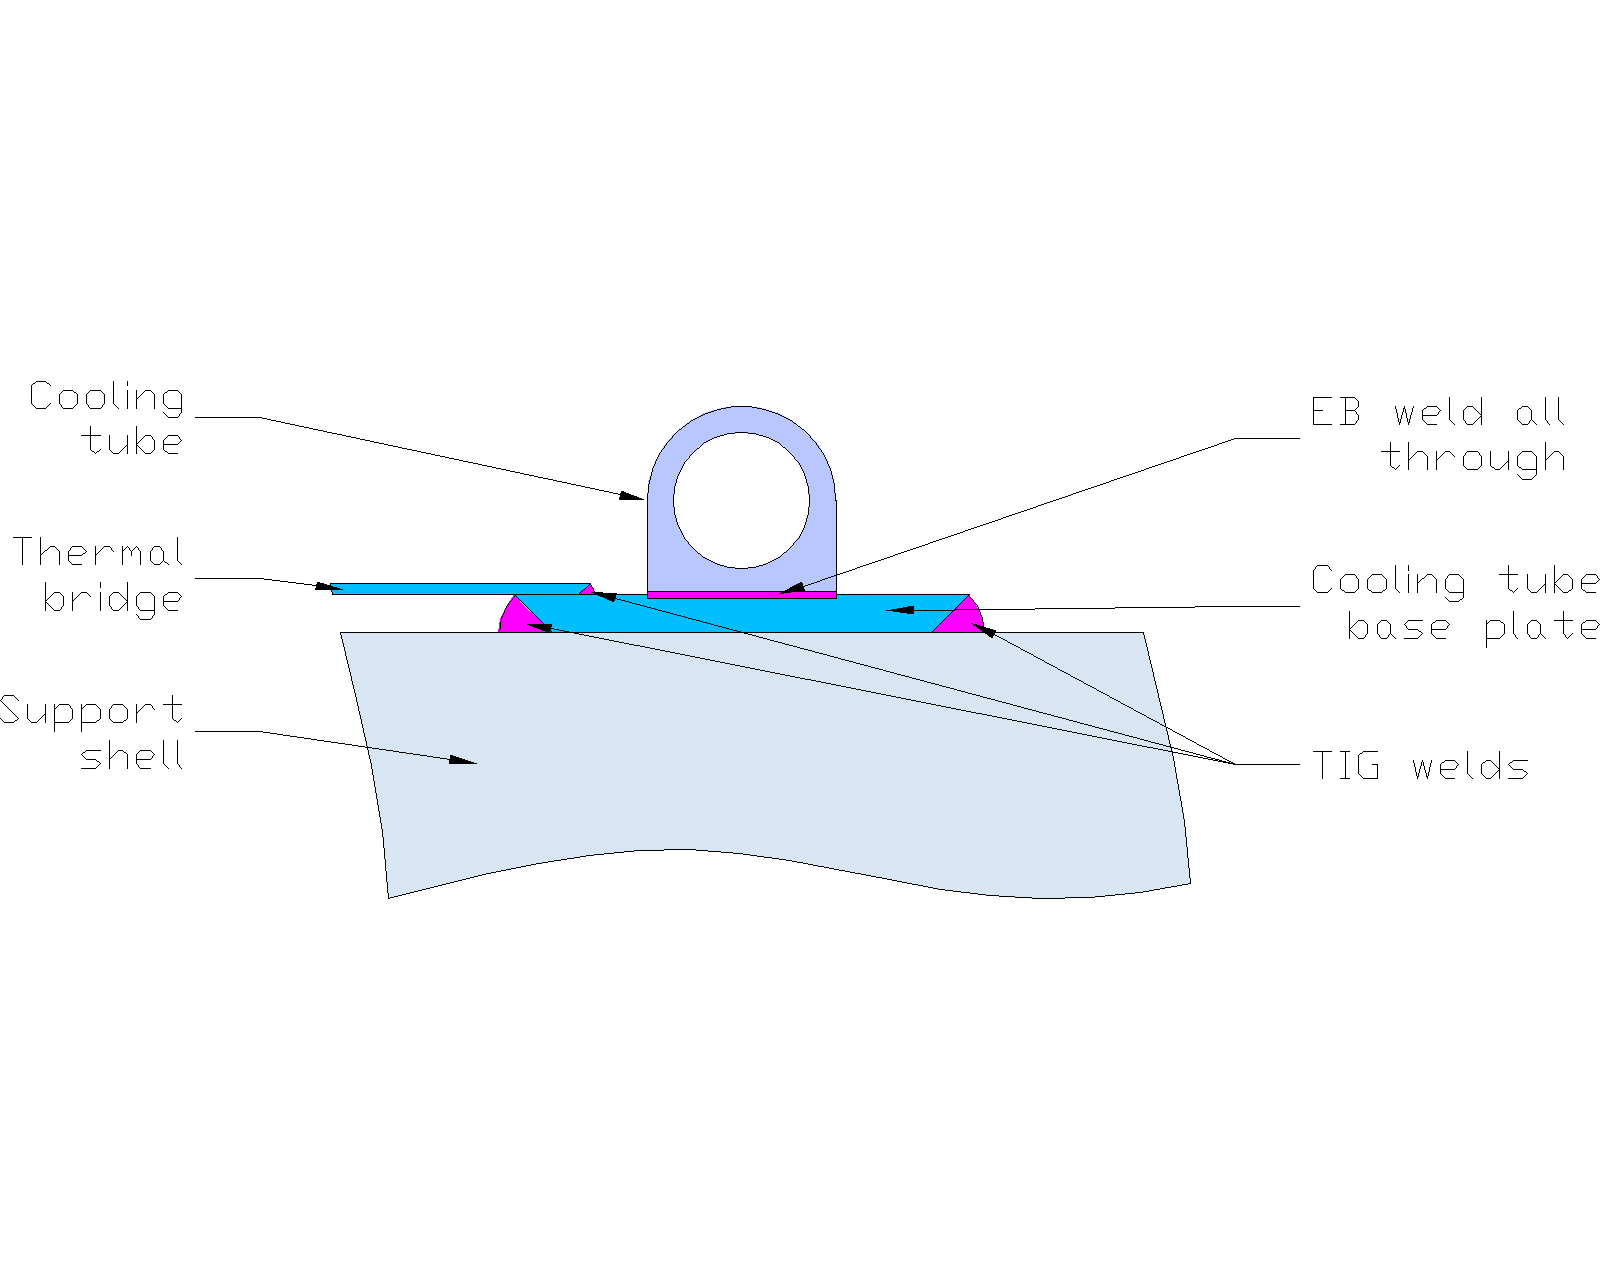 Cooling
tube
Thermal
bridge
Support
shell
EB weld all
through
Cooling tube
base plate
TIG welds